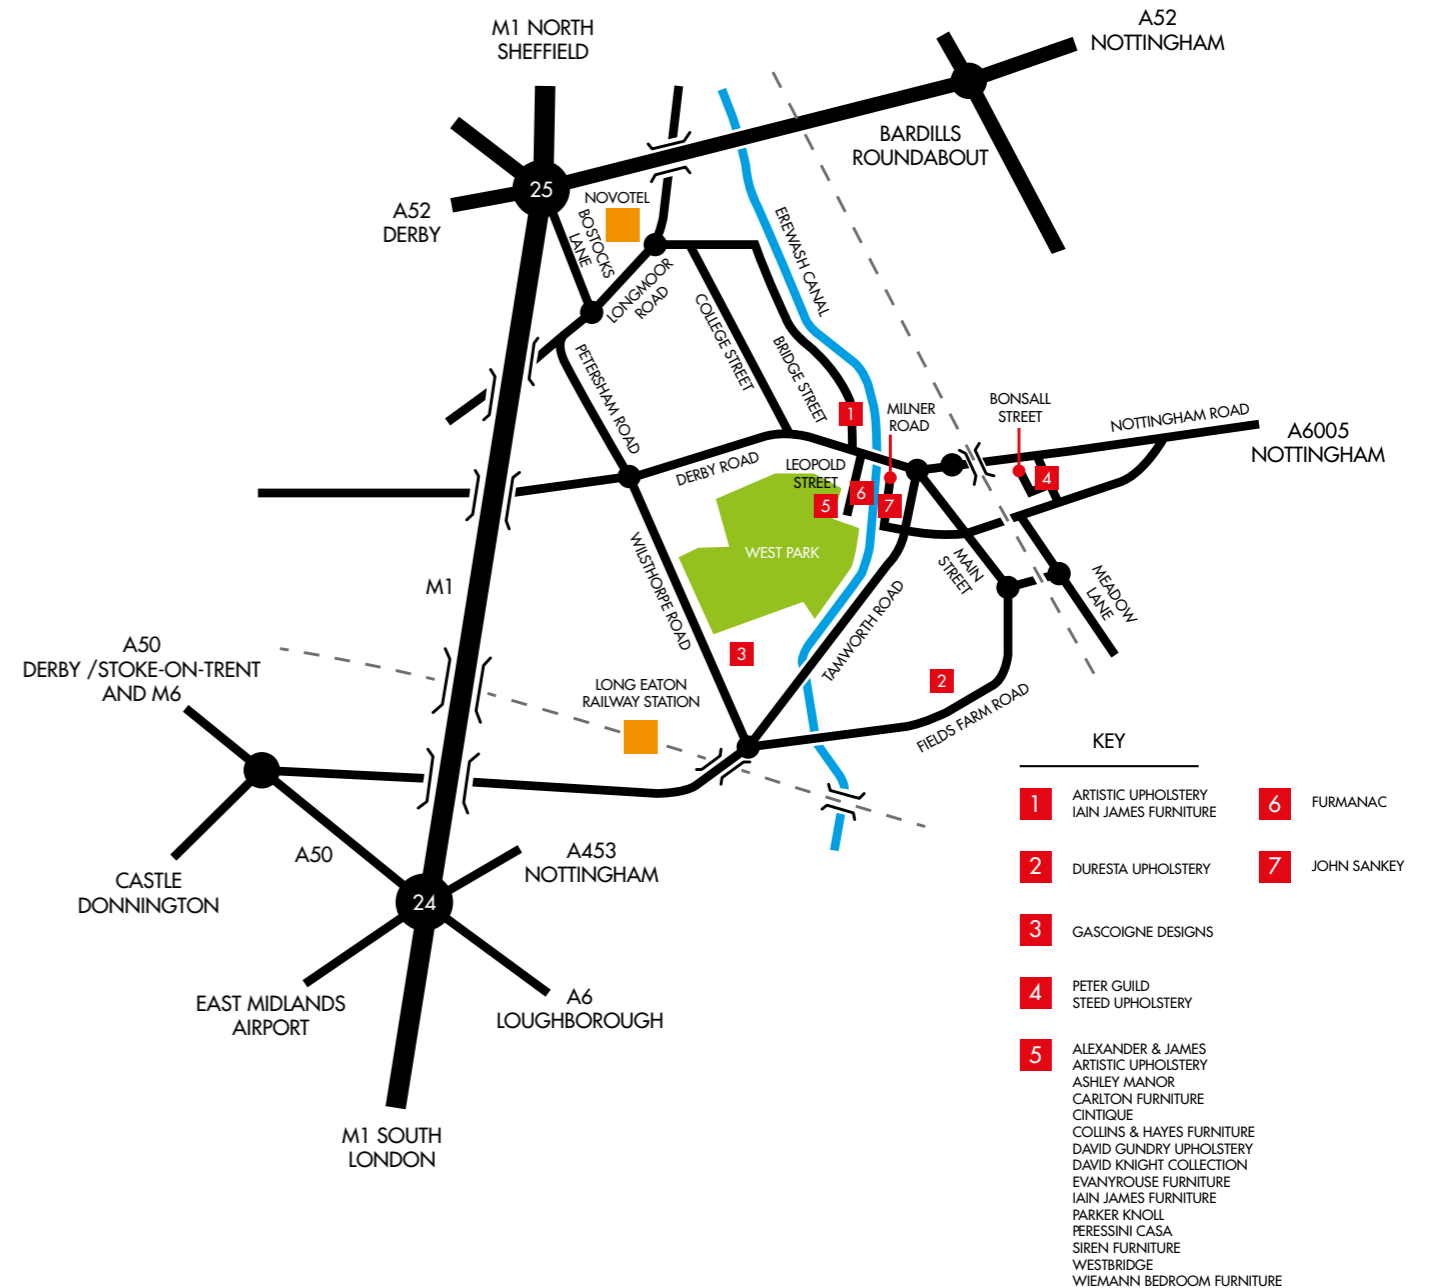 M1 NORTH
SHEFFIELD
A52
NOTTINGHAM
BARDILLS
ROUNDABOUT
25
NOVOTEL
A52
DERBY
BOSTOCKS
LANE
LONGMOOR
ROAD
EREWASH CANAL
COLLEGE STREET
BRIDGE STREET
PETERSHAM ROAD
1
MILNER
ROAD
BONSALL
STREET
NOTTINGHAM ROAD
A6005
NOTTINGHAM
DERBY ROAD
LEOPOLD
STREET
4
5
6
7
WEST PARK
WILSTHORPE ROAD
MAIN
STREET
MEADOW
LANE
M1
TAMWORTH ROAD
3
2
A50
DERBY /STOKE-ON-TRENT
AND M6
LONG EATON
RAILWAY STATION
FIELDS FARM ROAD
A50
CASTLE
DONNINGTON
A453
NOTTINGHAM
24
EAST MIDLANDS
AIRPORT
A6
LOUGHBOROUGH
M1 SOUTH
LONDON
KEY
1
ARTISTIC UPHOLSTERY
IAIN JAMES FURNITURE
2
DURESTA UPHOLSTERY
3
GASCOIGNE DESIGNS
4
PETER GUILD
STEED UPHOLSTERY
5
ALEXANDER & JAMES
ARTISTIC UPHOLSTERY
ASHLEY MANOR
CARLTON FURNITURE
CINTIQUE
COLLINS & HAYES FURNITURE
DAVID GUNDRY UPHOLSTERY
DAVID KNIGHT COLLECTION
EVANYROUSE FURNITURE
IAIN JAMES FURNITURE
PARKER KNOLL
PERESSINI CASA
SIREN FURNITURE
WESTBRIDGE
WIEMANN BEDROOM FURNITURE
6
FURMANAC
7
JOHN SANKEY